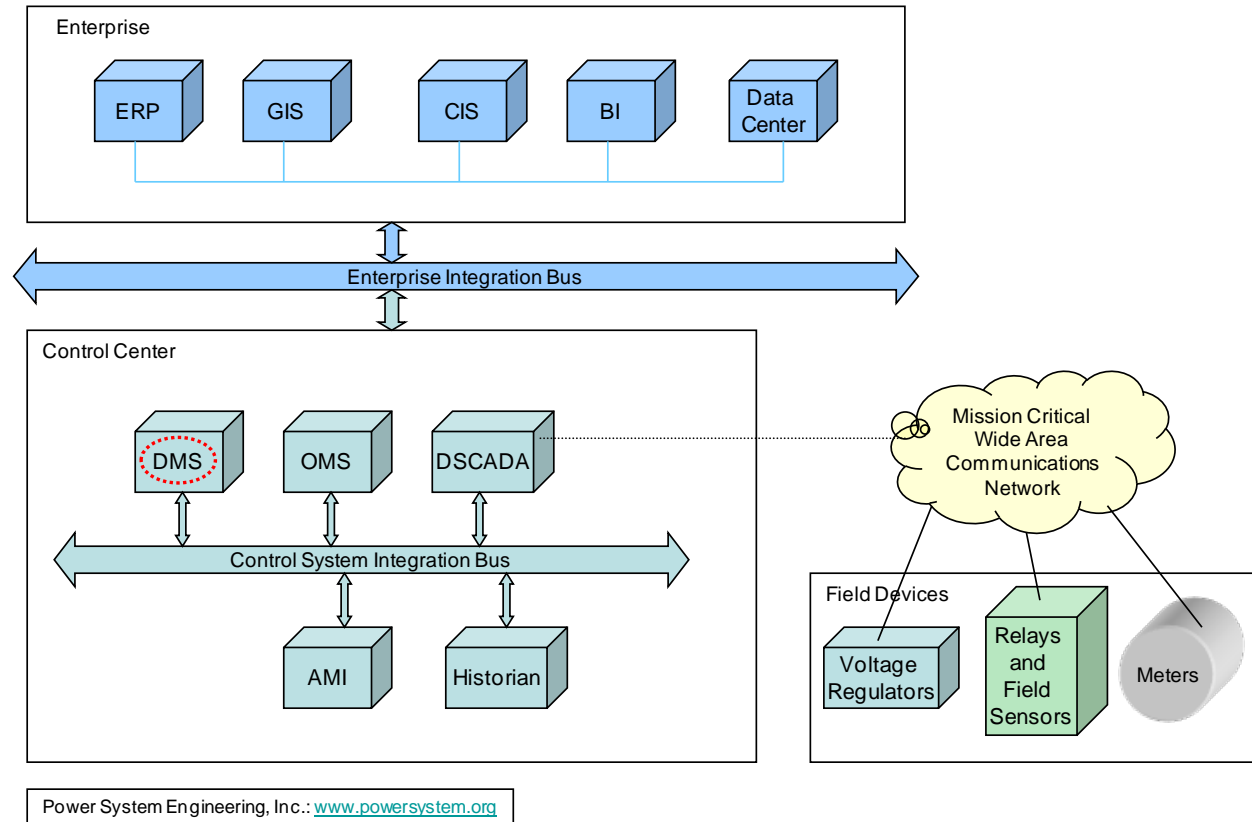 Enterprise
ERP
GIS
CIS
BI
Data
Center
Enterprise Integration Bus
Control Center
DMS
OMS
DSCADA
Control System Integration Bus
AMI
Historian
Mission Critical
Wide Area
Communications
Network
Field Devices
Voltage
Regulators
Relays
and
Field
Sensors
Meters
Power System Engineering, Inc.: www.powersystem.org